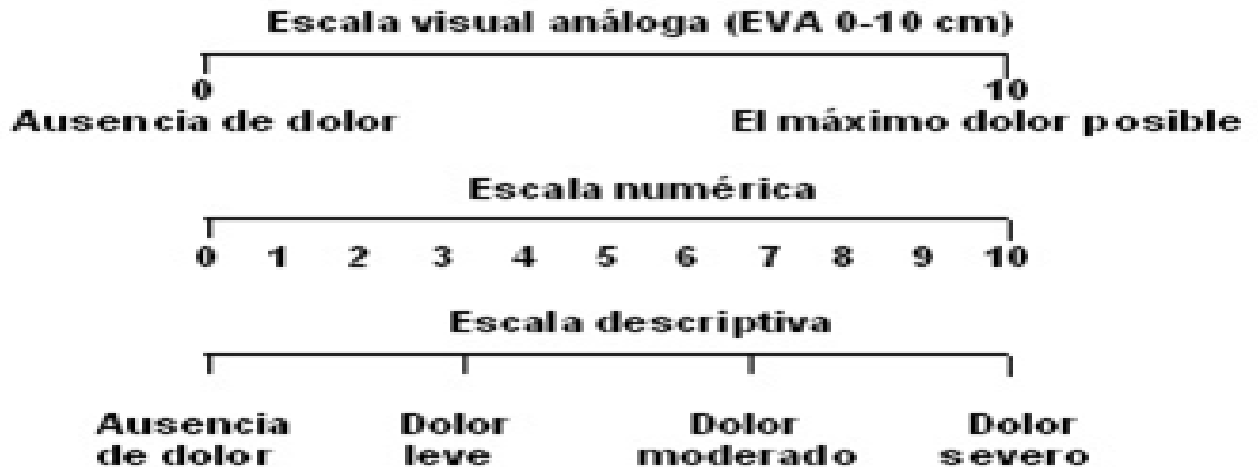 Escala visual análoga (EVA 0-10 cm)
0 10
Ausencia de dolor El máximo dolor posible
Escala numérica
0 1 2 3 4 5 6 7 8 9 10
Escala descriptiva
Ausencia Dolor Dolor Dolor
de dolor leve moderado severo